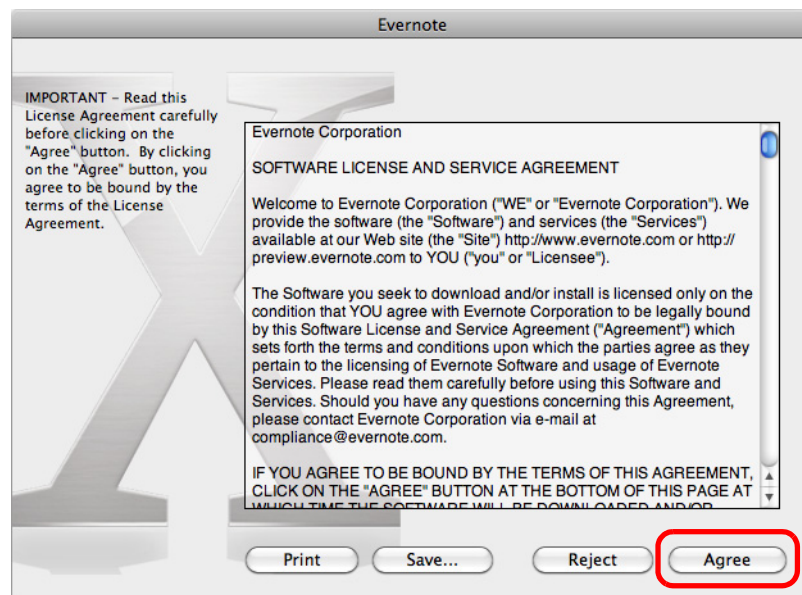 Evernote
IMPORTANT – Read this
License Agreement carefully
before clicking on the
"Agree" button. By clicking
on the "Agree" button, you
agree to be bound by the
terms of the License
Agreement.
Evernote Corporation
SOFTWARE LICENSE AND SERVICE AGREEMENT
Welcome to Evernote Corporation ("WE" or "Evernote Corporation"). We
provide the software (the "Software") and services (the "Services")
available at our Web site (the "Site") http://www.evernote.com or http://
preview.evernote.com to YOU ("you" or "Licensee").
The Software you seek to download and/or install is licensed only on the
condition that YOU agree with Evernote Corporation to be legally bound
by this Software License and Service Agreement ("Agreement") which
sets forth the terms and conditions upon which the parties agree as they
pertain to the licensing of Evernote Software and usage of Evernote
Services. Please read them carefully before using this Software and
Services. Should you have any questions concerning this Agreement,
please contact Evernote Corporation via e-mail at
compliance@evernote.com.
IF YOU AGREE TO BE BOUND BY THE TERMS OF THIS AGREEMENT,
CLICK ON THE "AGREE" BUTTON AT THE BOTTOM OF THIS PAGE AT
WHICH TIME THE SOFTWARE WILL BE DOWNLOADED AND/OR
Print Save... Reject Agree